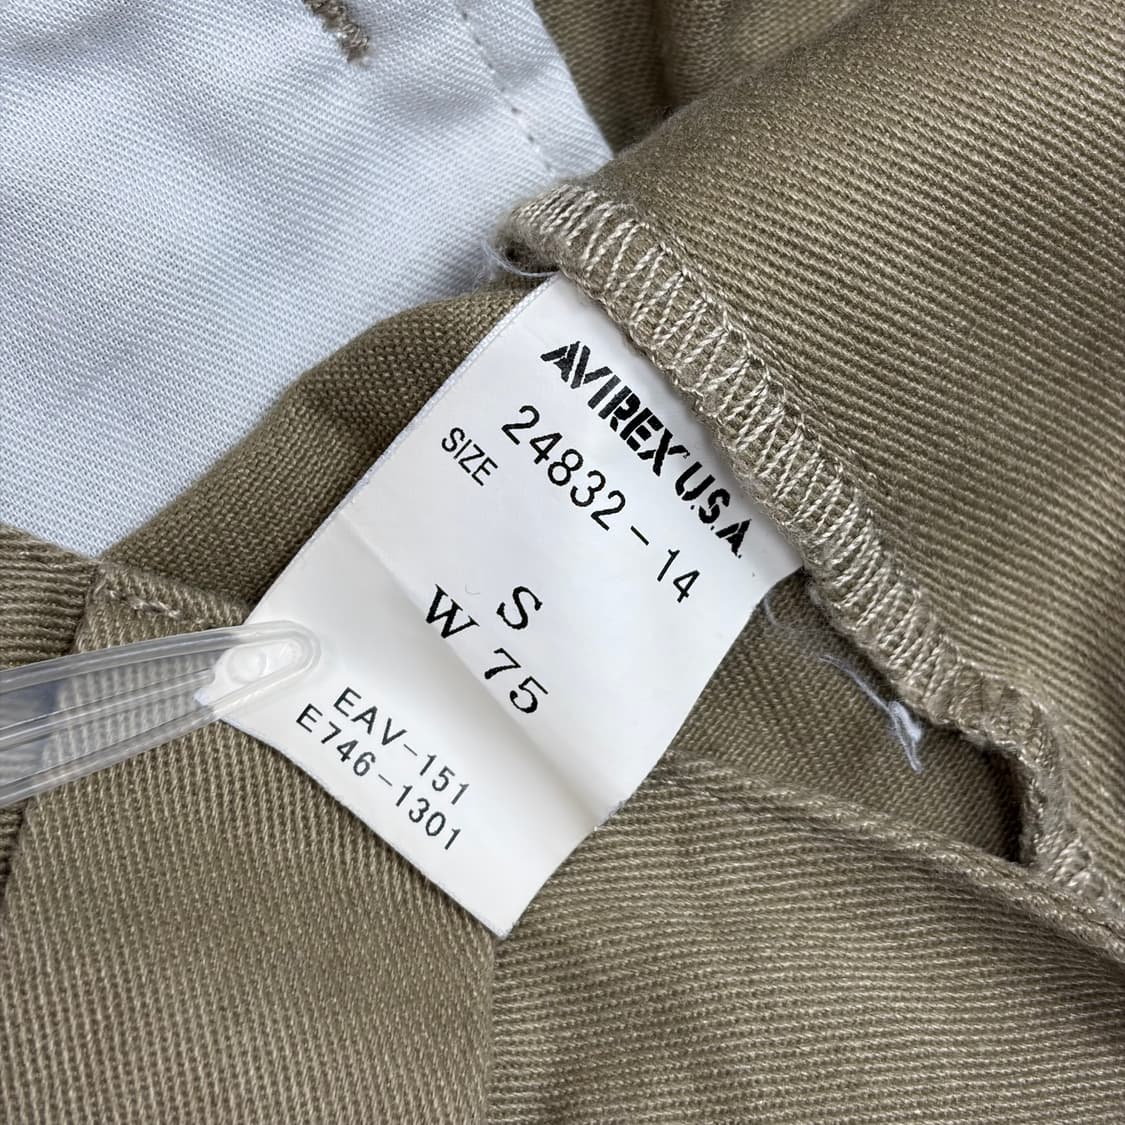 AVIREX U.S.A.
24832-14
SIZE
S
W 75
EAV-151
E746-1301